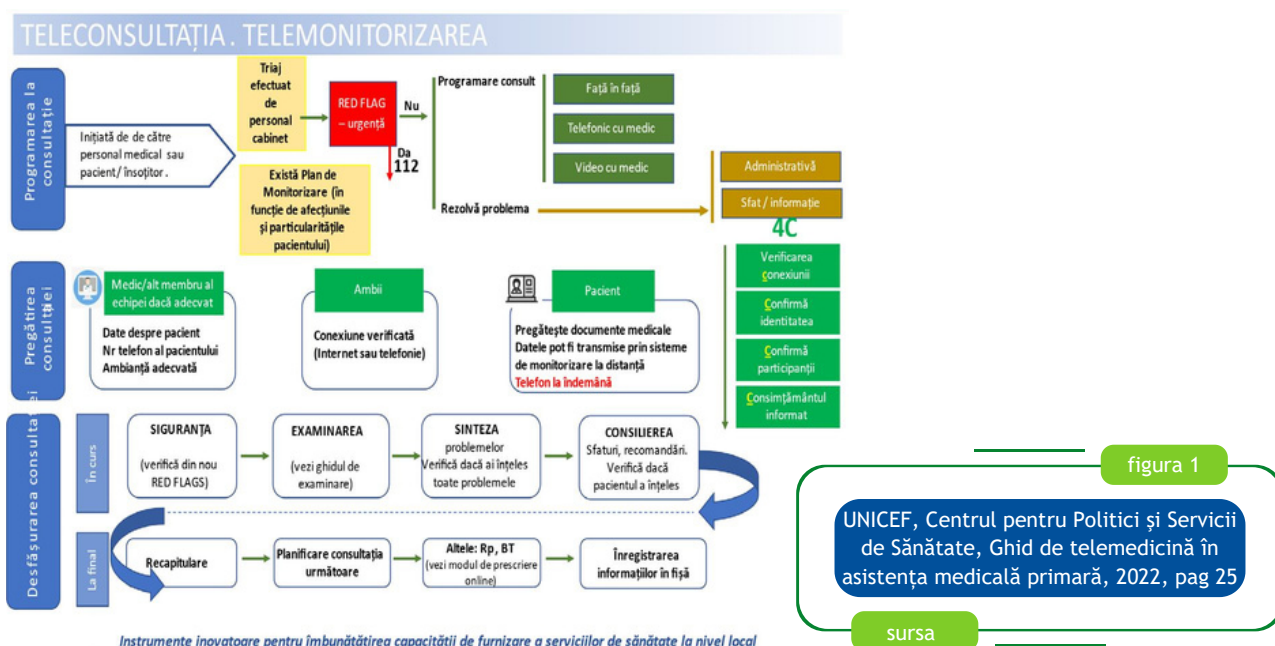 TELECONSULTAȚIA. TELEMONITORIZAREA
Programarea la
consultație
Inițiată de de către
personal medical sau
pacient/ însoțitor .
Triaj
efectuat
de
personal
cabinet
RED FLAG
– urgență
Nu
Da
112
Există Plan de
Monitorizare (în
funcție de afecțiunile
și particularitățile
pacientului)
Programare consult
Față în față
Telefonic cu medic
Video cu medic
Rezolvă problema
Administrativă
Sfat / informație
4C
Verificarea
conexiunii
Confirmă
identitatea
Confirmă
participanții
Consimțământul
informat
Pregătirea
consultației
Medic/alt membru al
echipei dacă adecvat
Date despre pacient
Nr telefon al pacientului
Ambianță adecvată
Ambii
Conexiune verificată
(Internet sau telefonie)
Pacient
Pregătește documente medicale
Datele pot fi transmise prin sisteme
de monitorizare la distanță
Telefon la îndemână
Desfășurarea consultației
În curs
SIGURANȚA
(verifică din nou
RED FLAGS)
EXAMINAREA
(vezi ghidul de
examinare)
SINTEZA
problemelor
Verifică dacă ai înțeles
toate problemele
CONSILIEREA
Sfaturi, recomandări.
Verifică dacă
pacientul a înțeles
La final
Recapitulare
Planificare consultația
următoare
Altele: Rp, BT
(vezi modul de prescriere
online)
Înregistrarea
informațiilor în fișă
Instrumente inovatoare pentru îmbunătățirea capacității de furnizare a serviciilor de sănătate la nivel local
figura 1
UNICEF, Centrul pentru Politici și Servicii
de Sănătate, Ghid de telemedicină în
asistența medicală primară, 2022, pag 25
sursa